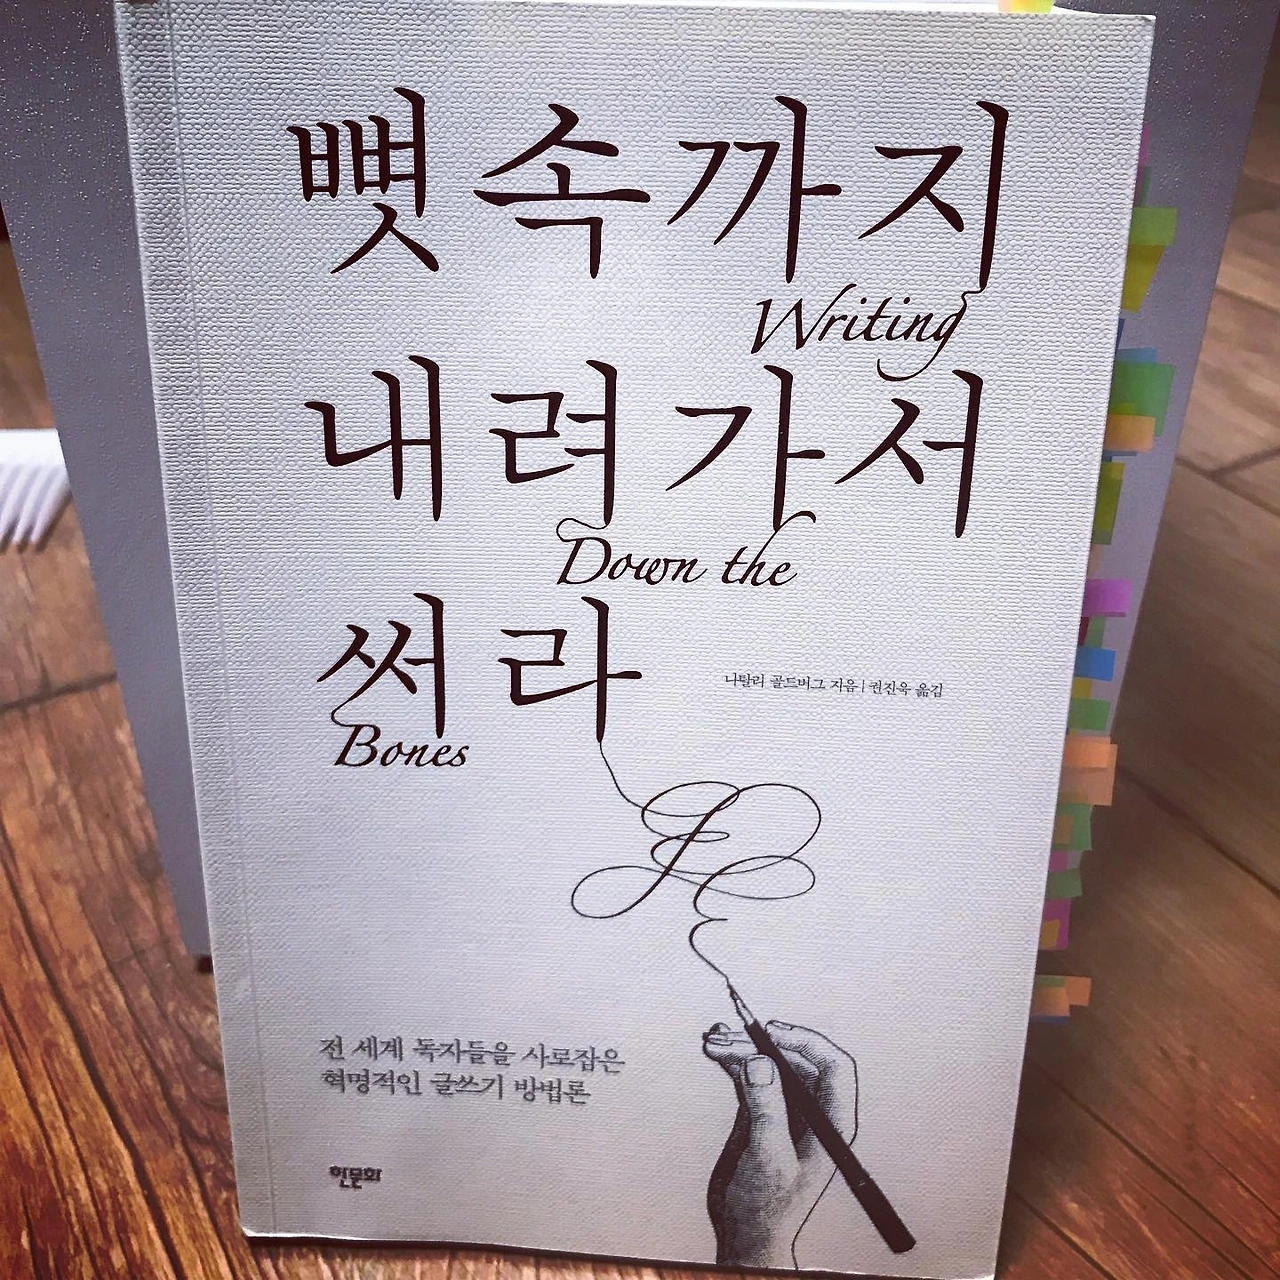 뼛속까지
Writing
내려가서
Down the
써라
나탈리 골드버그 지음 | 권진욱 옮김
Bones
전 세계 독자들을 사로잡은
혁명적인 글쓰기 방법론
한문화